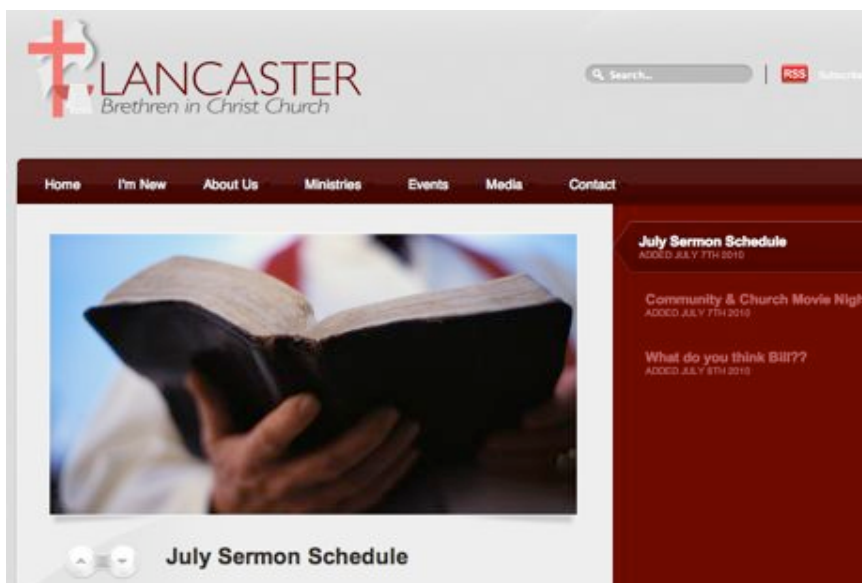 LANCASTER
Brethren in Christ Church
Search...
RSS Subscribe
Home I'm New About Us Ministries Events Media Contact
July Sermon Schedule
ADDED JULY 7TH 2010
Community & Church Movie Nigh
ADDED JULY 7TH 2010
What do you think Bill??
ADDED JULY 6TH 2010
July Sermon Schedule